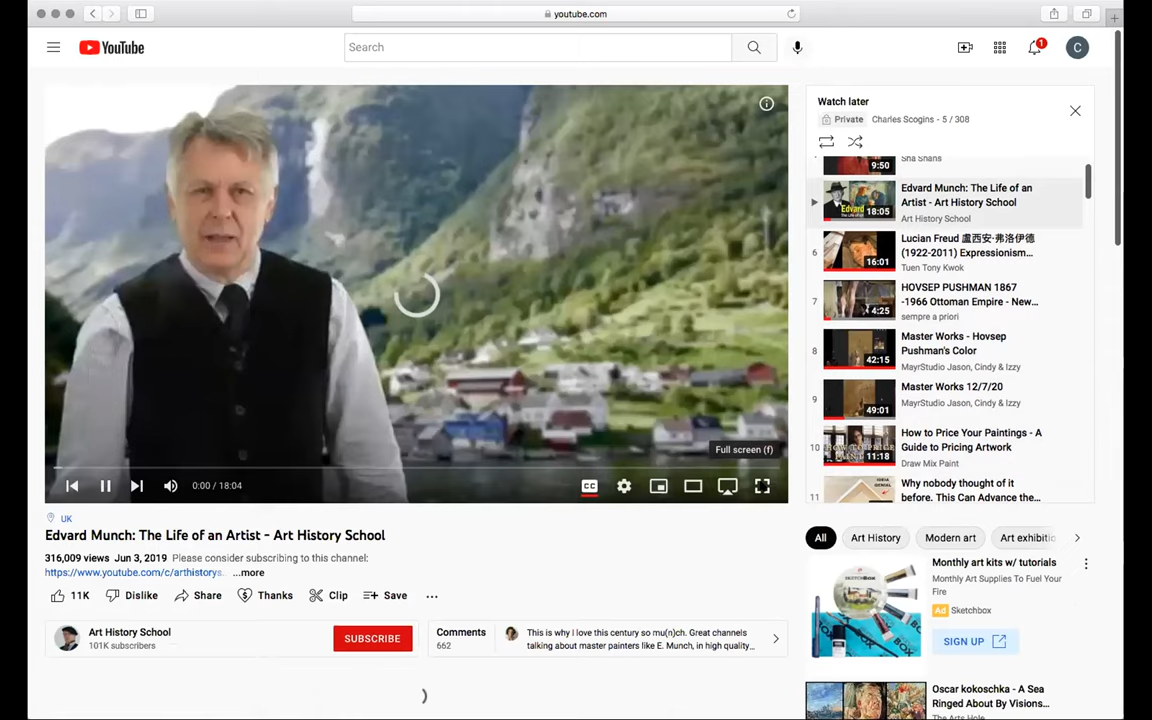 youtube.com
YouTube
Search
1
C
Full screen (f)
0:00 / 18:04
CC
UK
Edvard Munch: The Life of an Artist - Art History School
316,009 views Jun 3, 2019 Please consider subscribing to this channel:
https://www.youtube.com/c/arthistorys. ...more
11K Dislike Share Thanks Clip Save
Art History School
101K subscribers
SUBSCRIBE
Comments
662
This is why i love this century so mu(n)ch. Great channels
talking about master painters like E. Munch, in high quality...
Watch later
Private Charles Scogins - 5 / 308
9:50
Sha Shans
Edvard
18:05
Edvard Munch: The Life of an
Artist - Art History School
Art History School
6
16:01
Lucian Freud 盧西安·弗洛伊德
(1922-2011) Expressionism...
Tuen Tony Kwok
7
4:25
HOVSEP PUSHMAN 1867
-1966 Ottoman Empire - New...
sempre a priori
8
42:15
Master Works - Hovsep
Pushman's Color
MayrStudio Jason, Cindy & Izzy
9
49:01
Master Works 12/7/20
MayrStudio Jason, Cindy & Izzy
10
11:18
How to Price Your Paintings - A
Guide to Pricing Artwork
Draw Mix Paint
11
Why nobody thought of it
before. This Can Advance the...
All Art History Modern art Art exhibitio
Monthly art kits w/ tutorials
Monthly Art Supplies To Fuel Your
Fire
Ad Sketchbox
SIGN UP
Oscar kokoschka - A Sea
Ringed About By Visions...
The Arts Hole